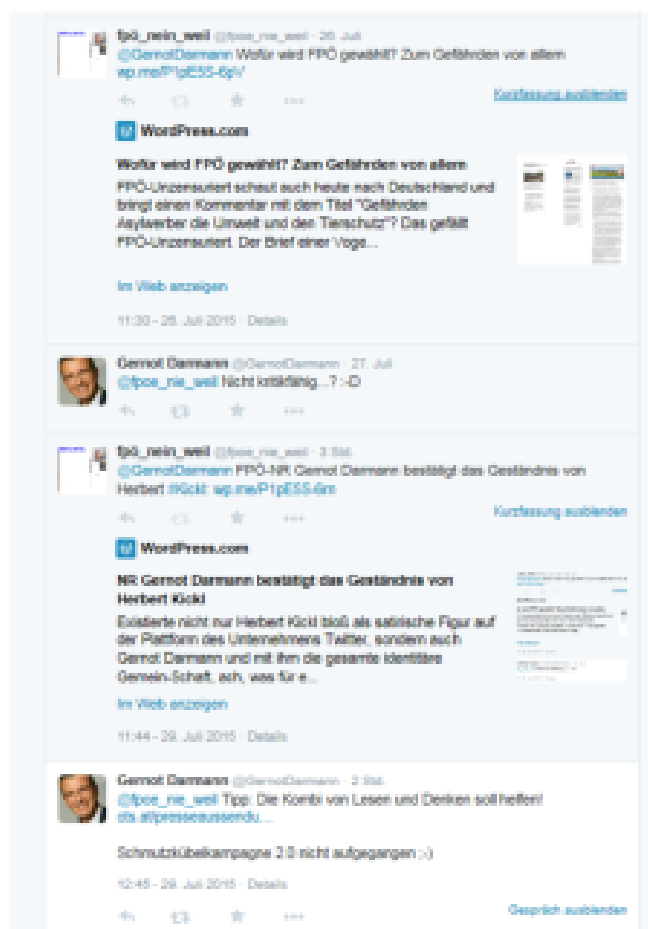 fpö_nein_weil @fpoe_nie_weil · 26. Juli
@GernotDarmann Wofür wird FPÖ gewählt? Zum Gefährden von allem
Kurzfassung ausblenden
WordPress.com
Wofür wird FPÖ gewählt? Zum Gefährden von allem
FPÖ-Unzensuriert schaut auch heute nach Deutschland und
bringt einen Kommentar mit dem Titel "Gefährden
Asylwerber die Umwelt und den Tierschutz"? Das gefällt
FPÖ-Unzensuriert. Der Brief einer Voge...
Im Web anzeigen
11:30 - 26. Juli 2015 · Details
Gernot Darmann @GernotDarmann · 27. Juli
@fpoe_nie_weil Nicht kritikfähig...? ;-D
fpö_nein_weil @fpoe_nie_weil · 3 Std.
@GernotDarmann FPÖ-NR Gernot Darmann bestätigt das Geständnis von
Herbert #Kickl: wp.me/P1pESS-6rn
Kurzfassung ausblenden
WordPress.com
NR Gernot Darmann bestätigt das Geständnis von
Herbert Kickl
Existierte nicht nur Herbert Kickl bloß als satirische Figur auf
der Plattform des Unternehmens Twitter, sondern auch
Gernot Darmann und mit ihm die gesamte identitäre
Gemein-Schaft, ach, was für e...
Im Web anzeigen
11:44 - 29. Juli 2015 · Details
Gernot Darmann @GernotDarmann · 2 Std.
@fpoe_nie_weil Tipp: Die Kombi von Lesen und Denken soll helfen!
ots.at/presseaussendu...
Schmutzkübelkampagne 2.0 nicht aufgegangen ;-)
12:45 - 29. Juli 2015 · Details
Gespräch ausblenden